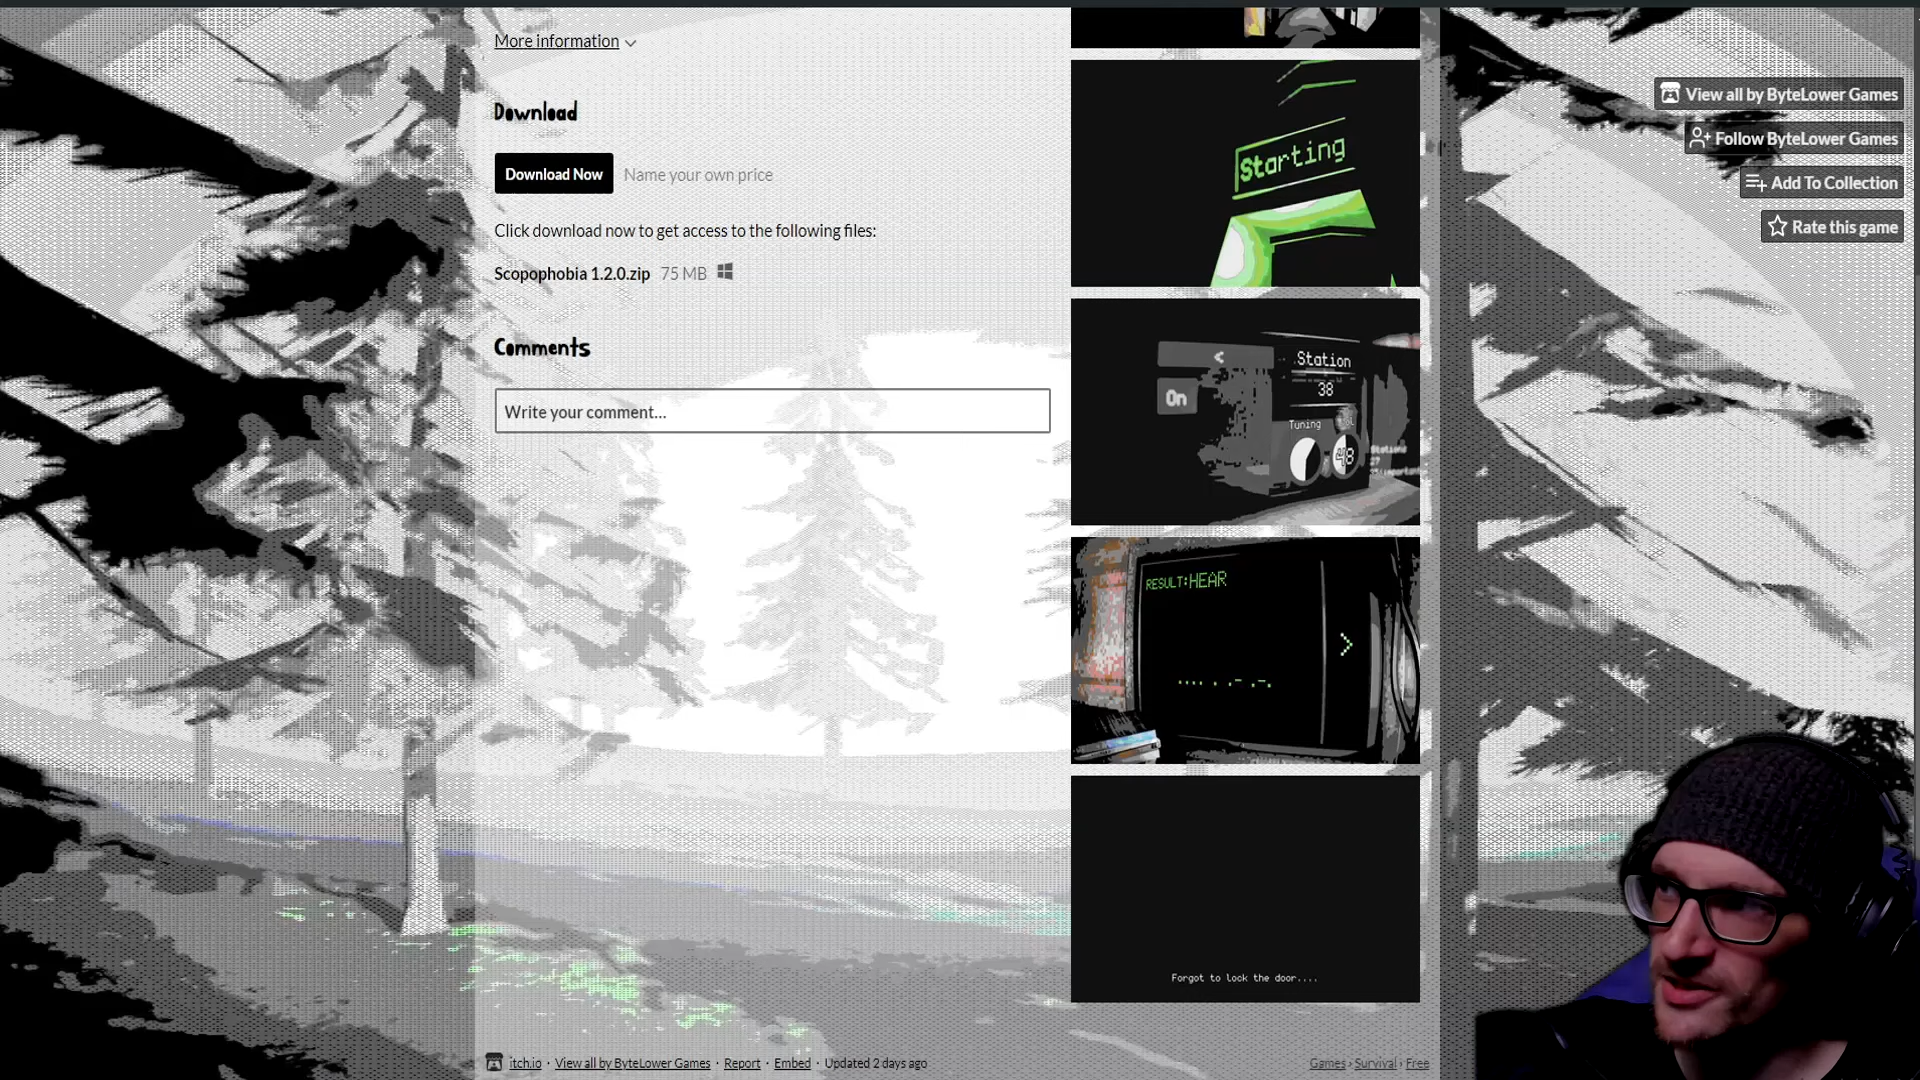 More information
Download
Download Now Name your own price
Click download now to get access to the following files:
Scopophobia 1.2.0.zip 75 MB
Comments
Write your comment...
Starting
<
Station
38
On
Tuning
48
RESULT:HEAR
>
.... . .- .-.
Forgot to lock the door....
View all by ByteLower Games
Follow ByteLower Games
Add To Collection
Rate this game
itch.io · View all by ByteLower Games · Report · Embed · Updated 2 days ago
Games › Survival › Free